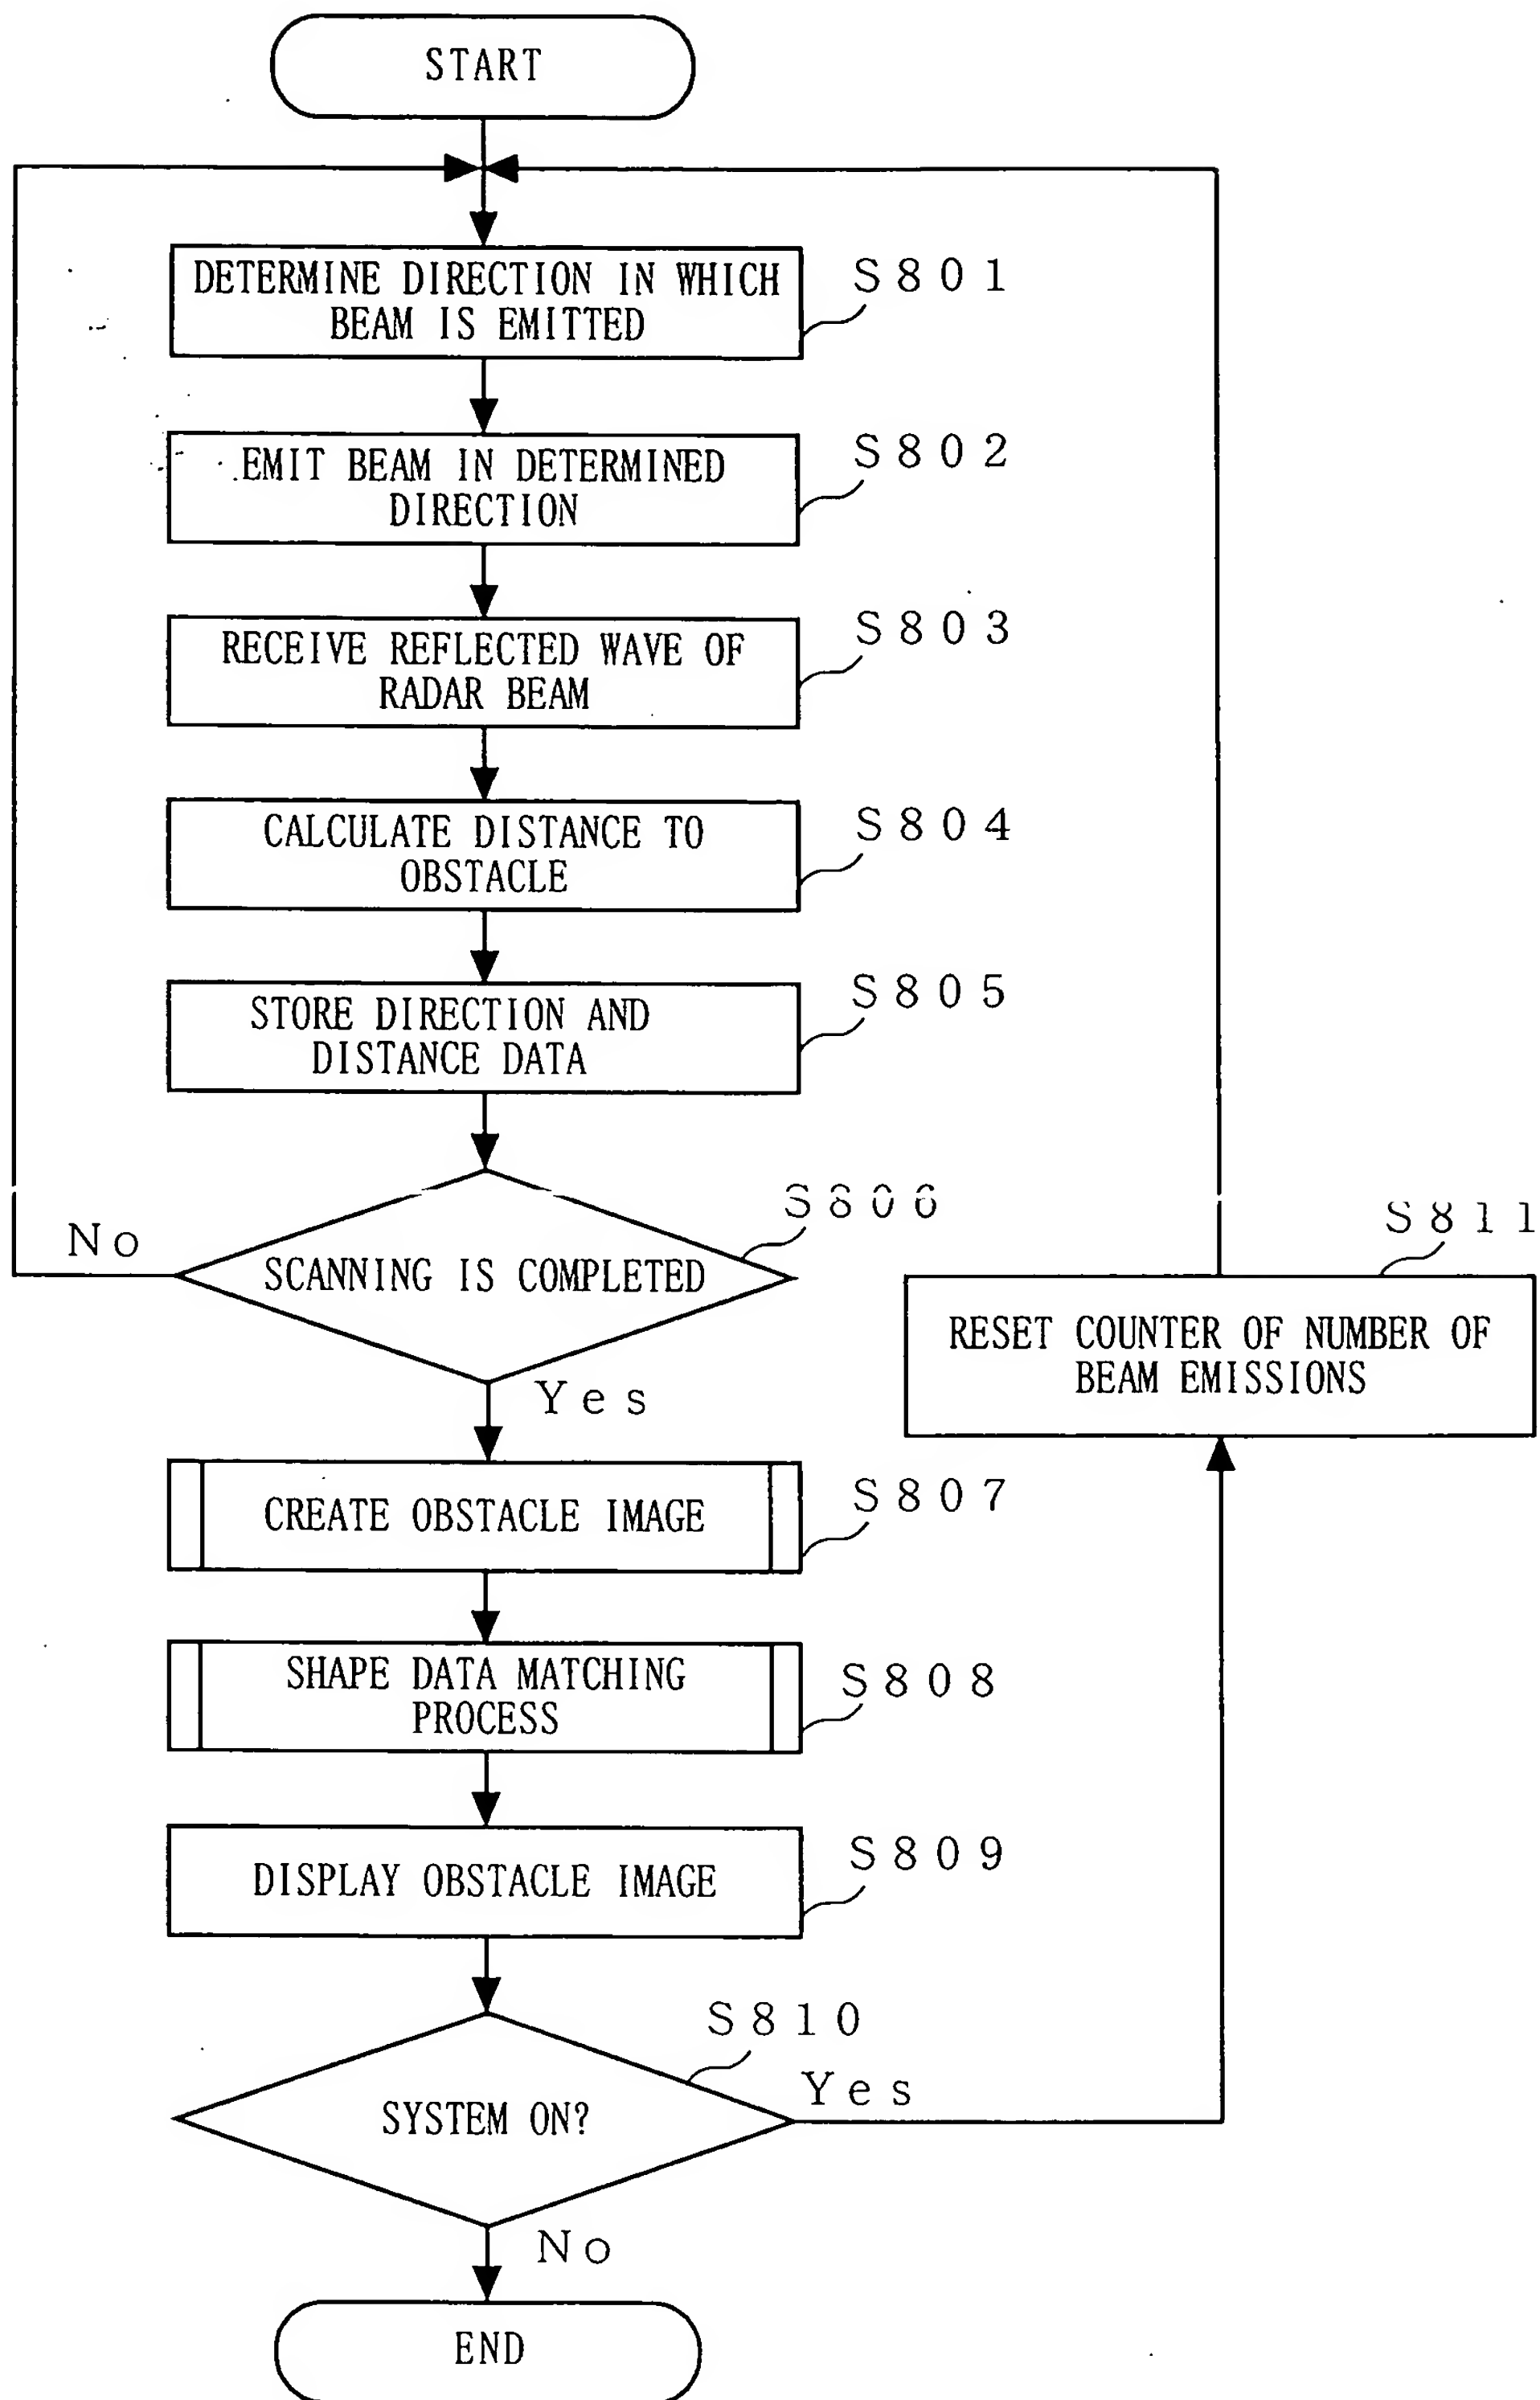 START
DETERMINE DIRECTION IN WHICH
BEAM IS EMITTED
S801
EMIT BEAM IN DETERMINED
DIRECTION
S802
RECEIVE REFLECTED WAVE OF
RADAR BEAM
S803
CALCULATE DISTANCE TO
OBSTACLE
S804
STORE DIRECTION AND
DISTANCE DATA
S805
S806
No
SCANNING IS COMPLETED
Yes
S811
RESET COUNTER OF NUMBER OF
BEAM EMISSIONS
CREATE OBSTACLE IMAGE
S807
SHAPE DATA MATCHING
PROCESS
S808
DISPLAY OBSTACLE IMAGE
S809
S810
Yes
SYSTEM ON?
No
END